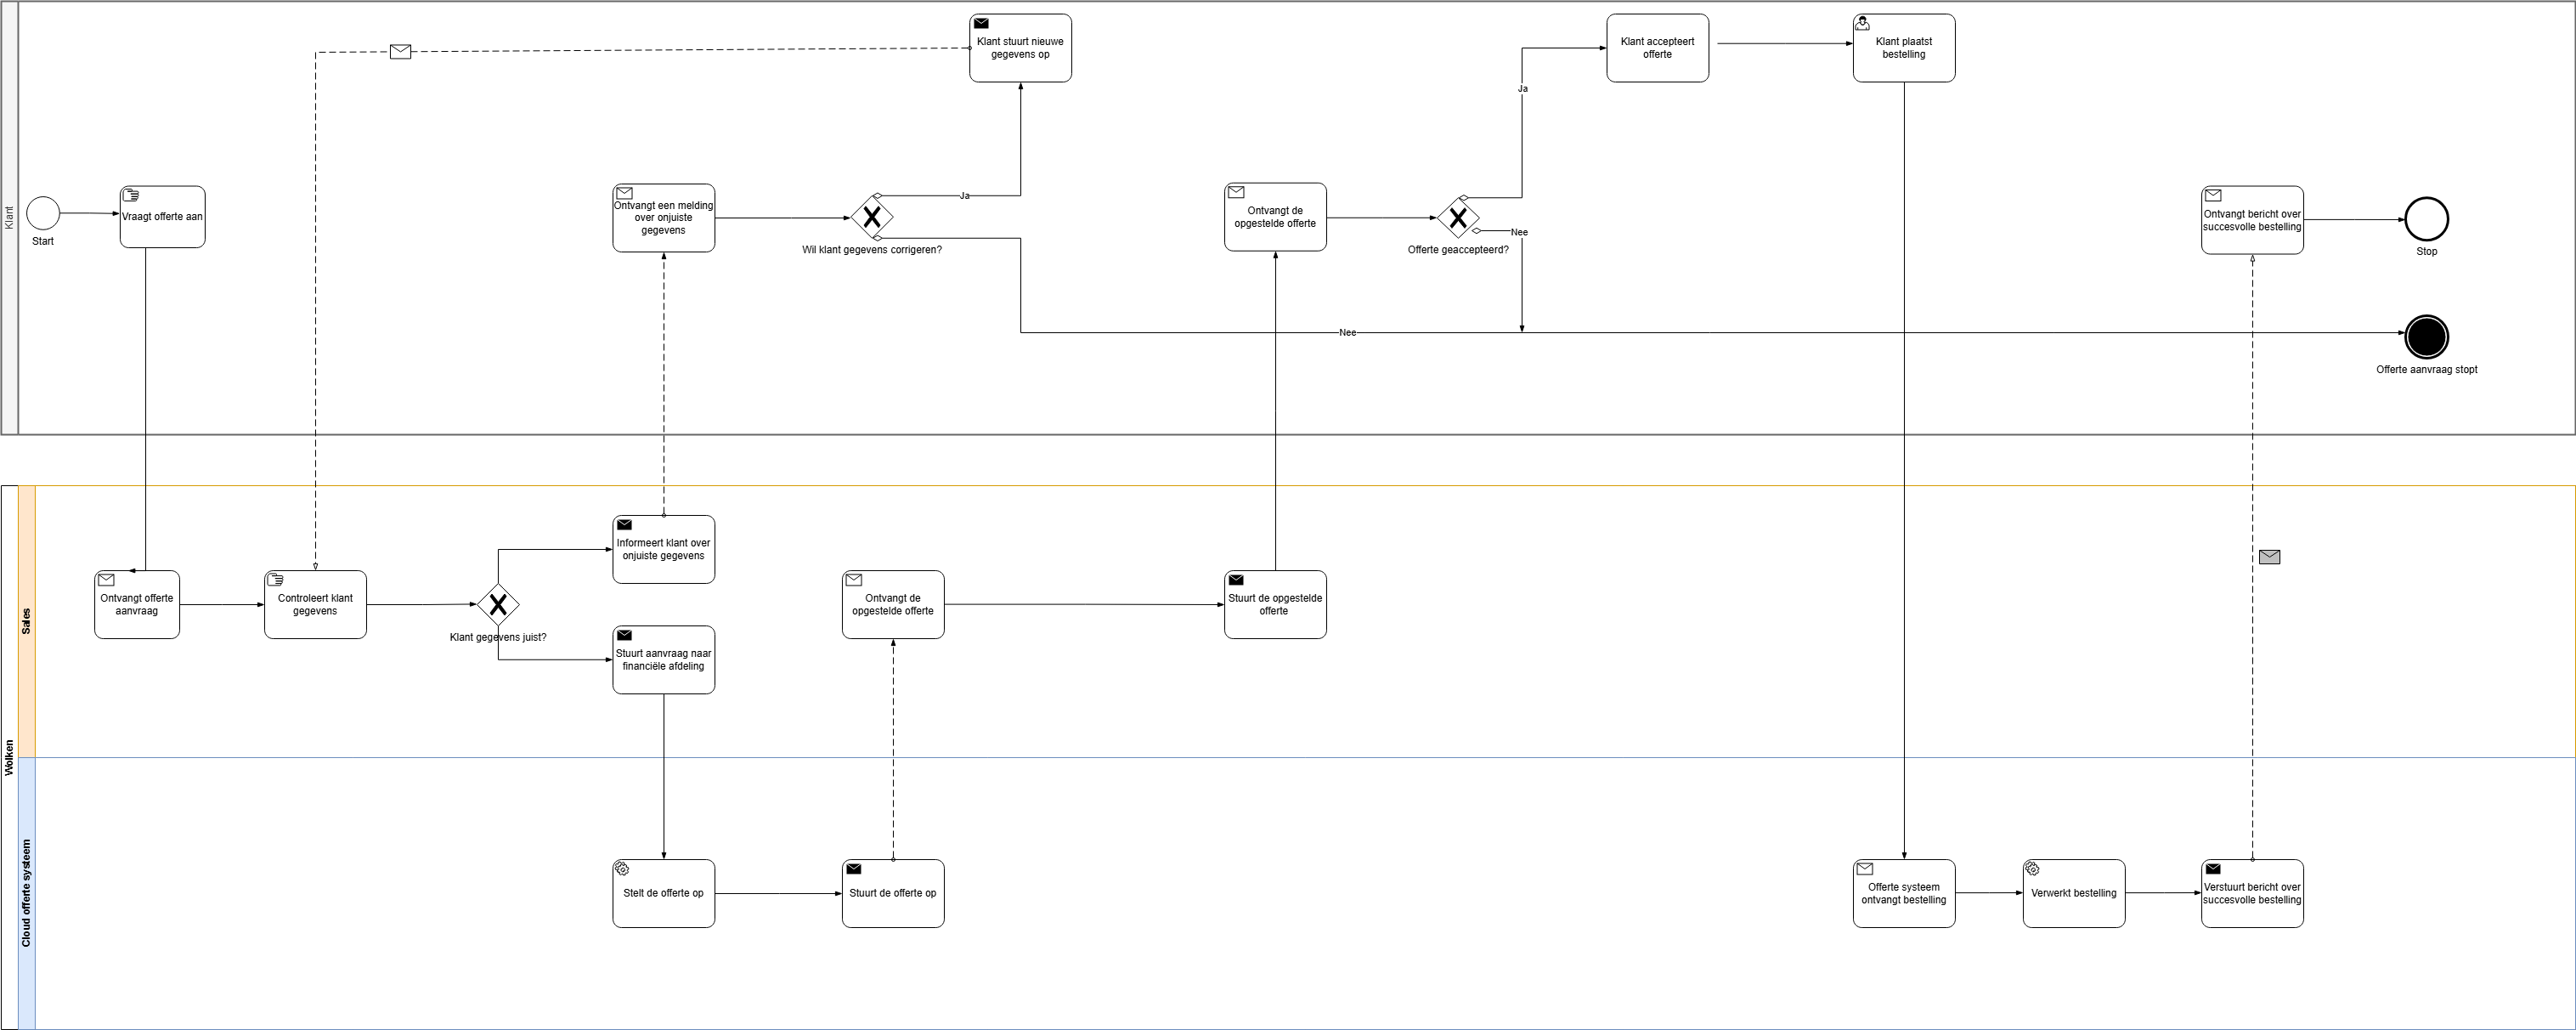 Klant
Start
Vraagt offerte aan
Ontvangt een melding
over onjuiste
gegevens
Wil klant gegevens corrigeren?
Ja
Nee
Klant stuurt nieuwe
gegevens op
Ontvangt de
opgestelde offerte
Offerte geaccepteerd?
Ja
Nee
Klant accepteert
offerte
Klant plaatst
bestelling
Ontvangt bericht over
succesvolle bestelling
Stop
Offerte aanvraag stopt
Wolken
Sales
Ontvangt offerte
aanvraag
Controleert klant
gegevens
Klant gegevens juist?
Informeert klant over
onjuiste gegevens
Stuurt aanvraag naar
financiële afdeling
Ontvangt de
opgestelde offerte
Stuurt de opgestelde
offerte
Cloud offerte systeem
Stelt de offerte op
Stuurt de offerte op
Offerte systeem
ontvangt bestelling
Verwerkt bestelling
Verstuurt bericht over
succesvolle bestelling